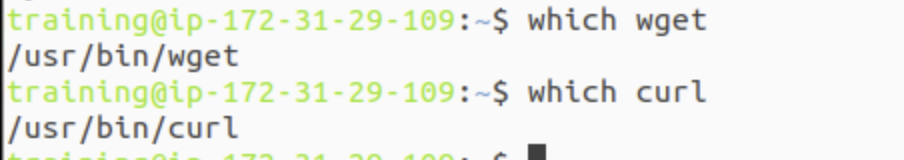 training@ip-172-31-29-109:~$ which wget
/usr/bin/wget
training@ip-172-31-29-109:~$ which curl
/usr/bin/curl